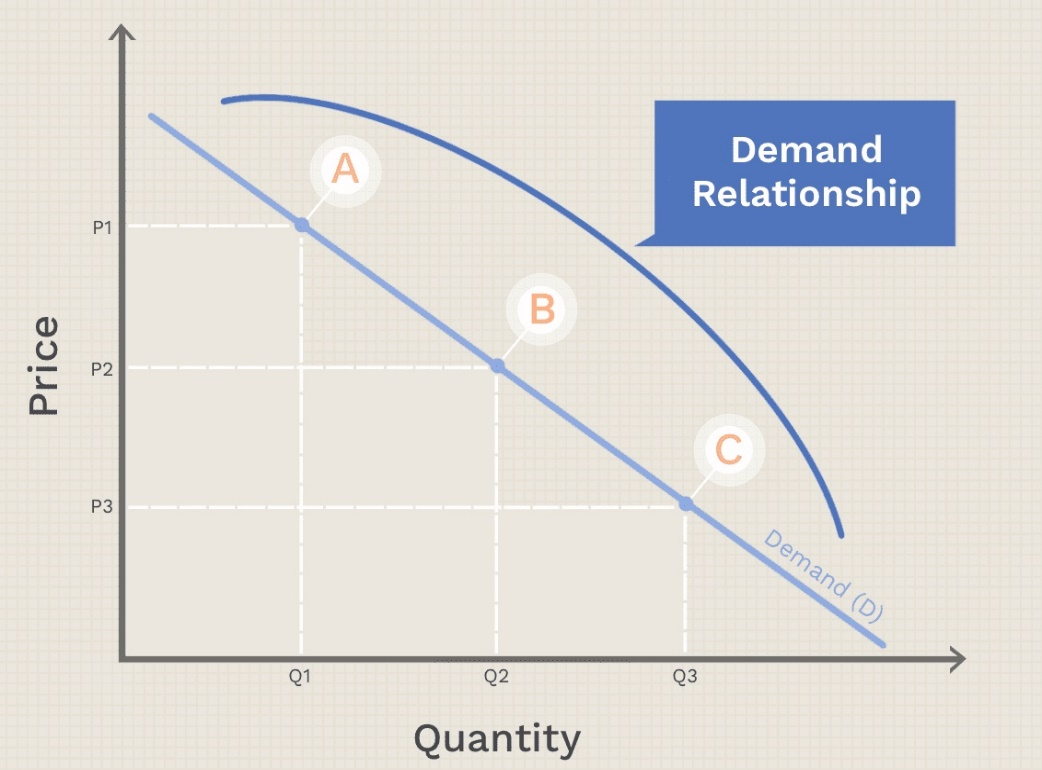 Demand
Relationship
A
P1
B
Price
P2
C
P3
Demand (D)
Q1
Q2
Q3
Quantity